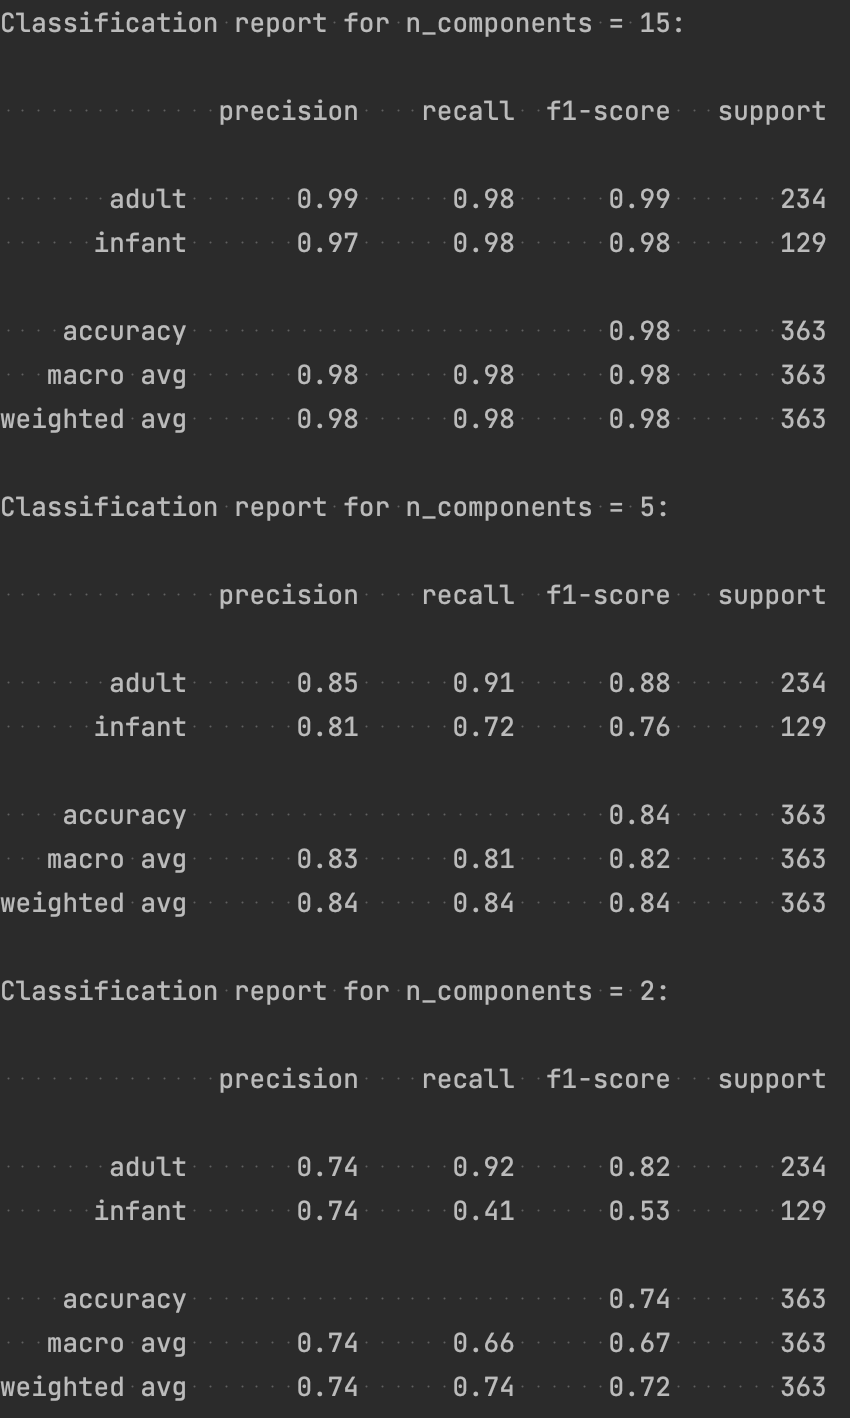 Classification report for n_components = 15:
precision recall f1-score support
adult 0.99 0.98 0.99 234
infant 0.97 0.98 0.98 129
accuracy 0.98 363
macro avg 0.98 0.98 0.98 363
weighted avg 0.98 0.98 0.98 363
Classification report for n_components = 5:
precision recall f1-score support
adult 0.85 0.91 0.88 234
infant 0.81 0.72 0.76 129
accuracy 0.84 363
macro avg 0.83 0.81 0.82 363
weighted avg 0.84 0.84 0.84 363
Classification report for n_components = 2:
precision recall f1-score support
adult 0.74 0.92 0.82 234
infant 0.74 0.41 0.53 129
accuracy 0.74 363
macro avg 0.74 0.66 0.67 363
weighted avg 0.74 0.74 0.72 363